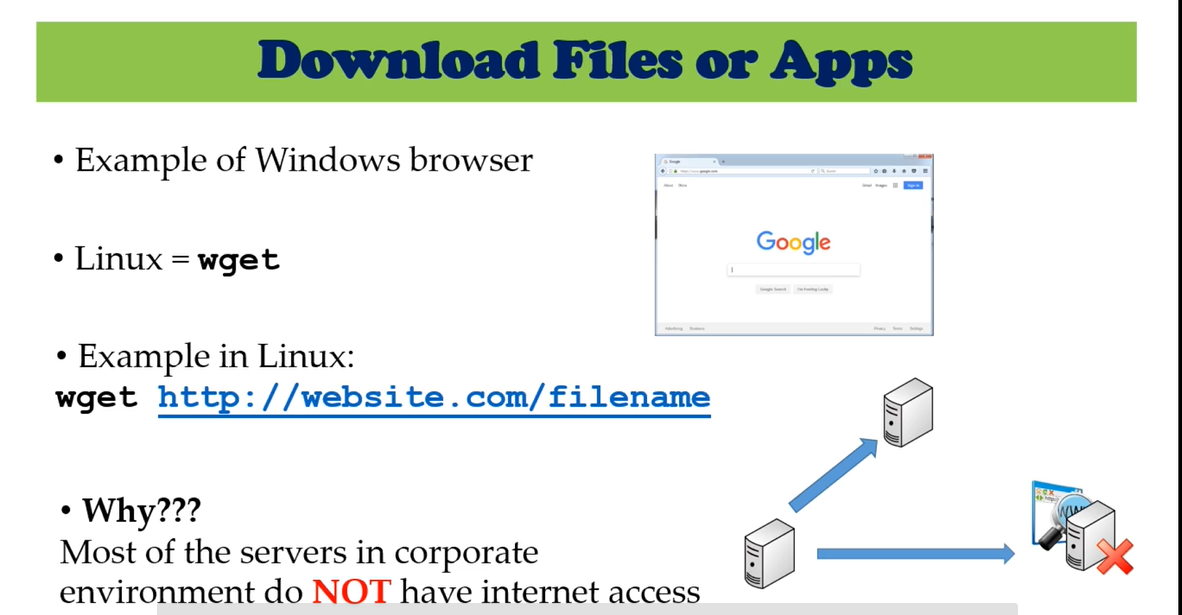 Download Files or Apps
• Example of Windows browser
Google
• Linux = wget
• Example in Linux:
wget http://website.com/filename
• Why???
Most of the servers in corporate
environment do NOT have internet access